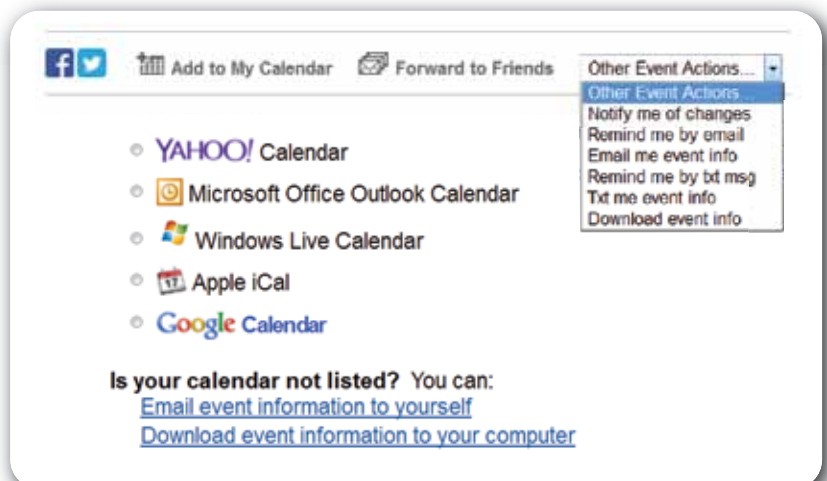 Add to My Calendar Forward to Friends Other Event Actions...
Other Event Actions...
Notify me of changes
Remind me by email
Email me event info
Remind me by txt msg
Txt me event info
Download event info
YAHOO! Calendar
Microsoft Office Outlook Calendar
Windows Live Calendar
17 Apple iCal
Google Calendar
Is your calendar not listed? You can:
Email event information to yourself
Download event information to your computer